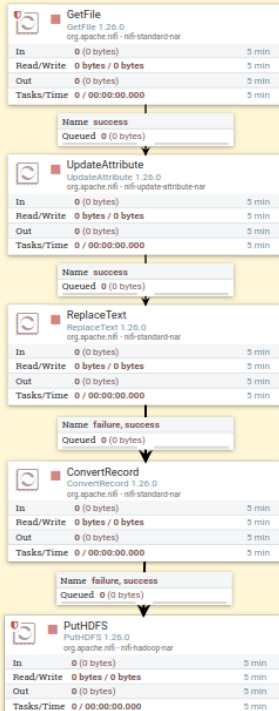 GetFile
GetFile 1.26.0
org.apache.nifi - nifi-standard-nar
In 0 (0 bytes) 5 min
Read/Write 0 bytes / 0 bytes 5 min
Out 0 (0 bytes) 5 min
Tasks/Time 0 / 00:00:00.000 5 min
Name success
Queued 0 (0 bytes)
UpdateAttribute
UpdateAttribute 1.26.0
org.apache.nifi - nifi-update-attribute-nar
In 0 (0 bytes) 5 min
Read/Write 0 bytes / 0 bytes 5 min
Out 0 (0 bytes) 5 min
Tasks/Time 0 / 00:00:00.000 5 min
Name success
Queued 0 (0 bytes)
ReplaceText
ReplaceText 1.26.0
org.apache.nifi - nifi-standard-nar
In 0 (0 bytes) 5 min
Read/Write 0 bytes / 0 bytes 5 min
Out 0 (0 bytes) 5 min
Tasks/Time 0 / 00:00:00.000 5 min
Name failure, success
Queued 0 (0 bytes)
ConvertRecord
ConvertRecord 1.26.0
org.apache.nifi - nifi-standard-nar
In 0 (0 bytes) 5 min
Read/Write 0 bytes / 0 bytes 5 min
Out 0 (0 bytes) 5 min
Tasks/Time 0 / 00:00:00.000 5 min
Name failure, success
Queued 0 (0 bytes)
PutHDFS
PutHDFS 1.26.0
org.apache.nifi - nifi-hadoop-nar
In 0 (0 bytes) 5 min
Read/Write 0 bytes / 0 bytes 5 min
Out 0 (0 bytes) 5 min
Tasks/Time 0 / 00:00:00.000 5 min